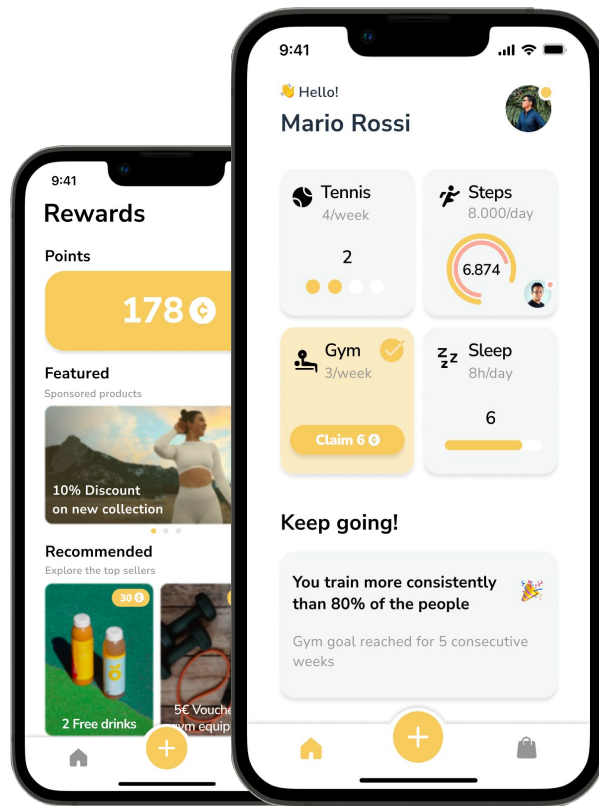 9:41
Rewards
Points
178
Featured
Sponsored products
10% Discount
on new collection
Recommended
Explore the top sellers
30
2 Free drinks
5€
9:41
👋 Hello!
Mario Rossi
Tennis
4/week
2
Steps
8.000/day
6.874
Gym
3/week
Claim 6
Sleep
8h/day
6
Keep going!
You train more consistently
than 80% of the people
Gym goal reached for 5 consecutive
weeks